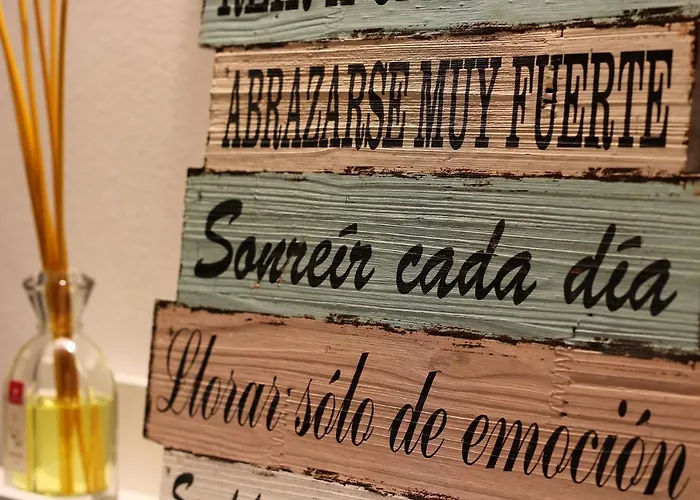 ABRAZARSE MUY FUERTE
Sonreír cada día
Llorar sólo de emoción